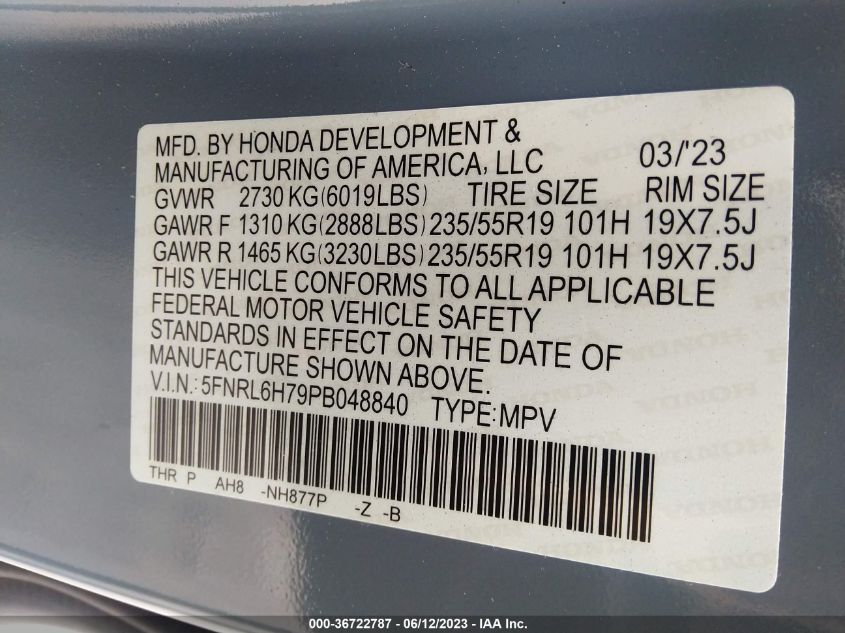 MFD. BY HONDA DEVELOPMENT &
MANUFACTURING OF AMERICA, LLC 03/'23
GVWR 2730 KG(6019LBS) TIRE SIZE RIM SIZE
GAWR F 1310 KG(2888LBS) 235/55R19 101H 19X7.5J
GAWR R 1465 KG(3230LBS) 235/55R19 101H 19X7.5J
THIS VEHICLE CONFORMS TO ALL APPLICABLE
FEDERAL MOTOR VEHICLE SAFETY
STANDARDS IN EFFECT ON THE DATE OF
MANUFACTURE SHOWN ABOVE.
V.I.N.: 5FNRL6H79PB048840 TYPE:MPV
THR P AH8 -NH877P -Z -B
000-36722787 - 06/12/2023 - IAA Inc.